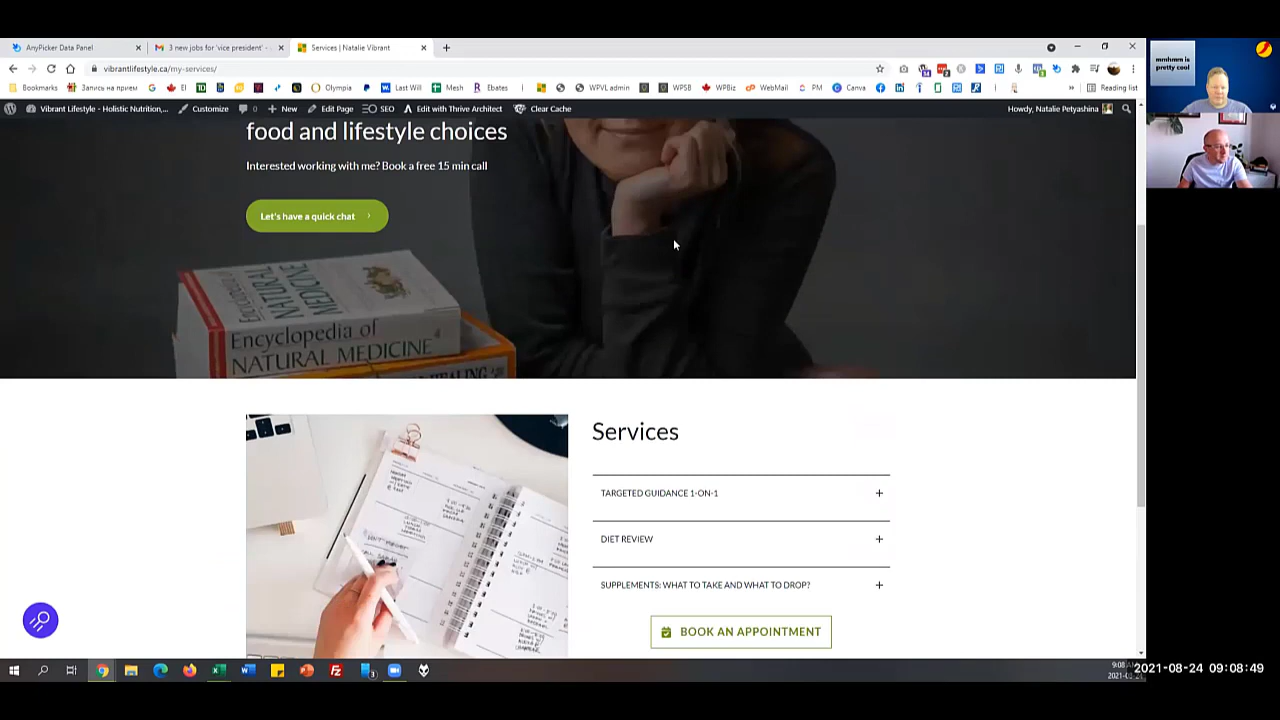 AnyPicker Data Panel
3 new jobs for 'vice president' -
Services | Natalie Vibrant
mmhmm is
pretty cool
vibrantlifestyle.ca/my-services/
Bookmarks
Запись на прием
El
Olympia
Last Will
Mesh
Ebates
WPVL admin
WPSB
WPBiz
WebMail
PM
Canva
Reading list
Vibrant Lifestyle - Holistic Nutrition,...
Customize
0
New
Edit Page
SEO
Edit with Thrive Architect
Clear Cache
Howdy, Natalie Petyashina
food and lifestyle choices
Interested working with me? Book a free 15 min call
Let's have a quick chat
Encyclopedia of
NATURAL MEDICINE
NATURAL
MEDICINE
Services
TARGETED GUIDANCE 1-ON-1
DIET REVIEW
SUPPLEMENTS: WHAT TO TAKE AND WHAT TO DROP?
BOOK AN APPOINTMENT
2021-08-24 09:08:49